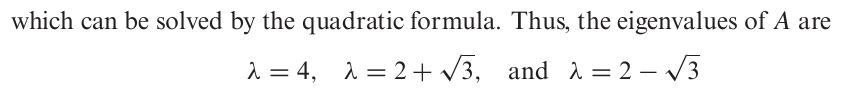 which can be solved by the quadratic formula. Thus, the eigenvalues of A are
λ = 4, λ = 2 + √3, and λ = 2 − √3